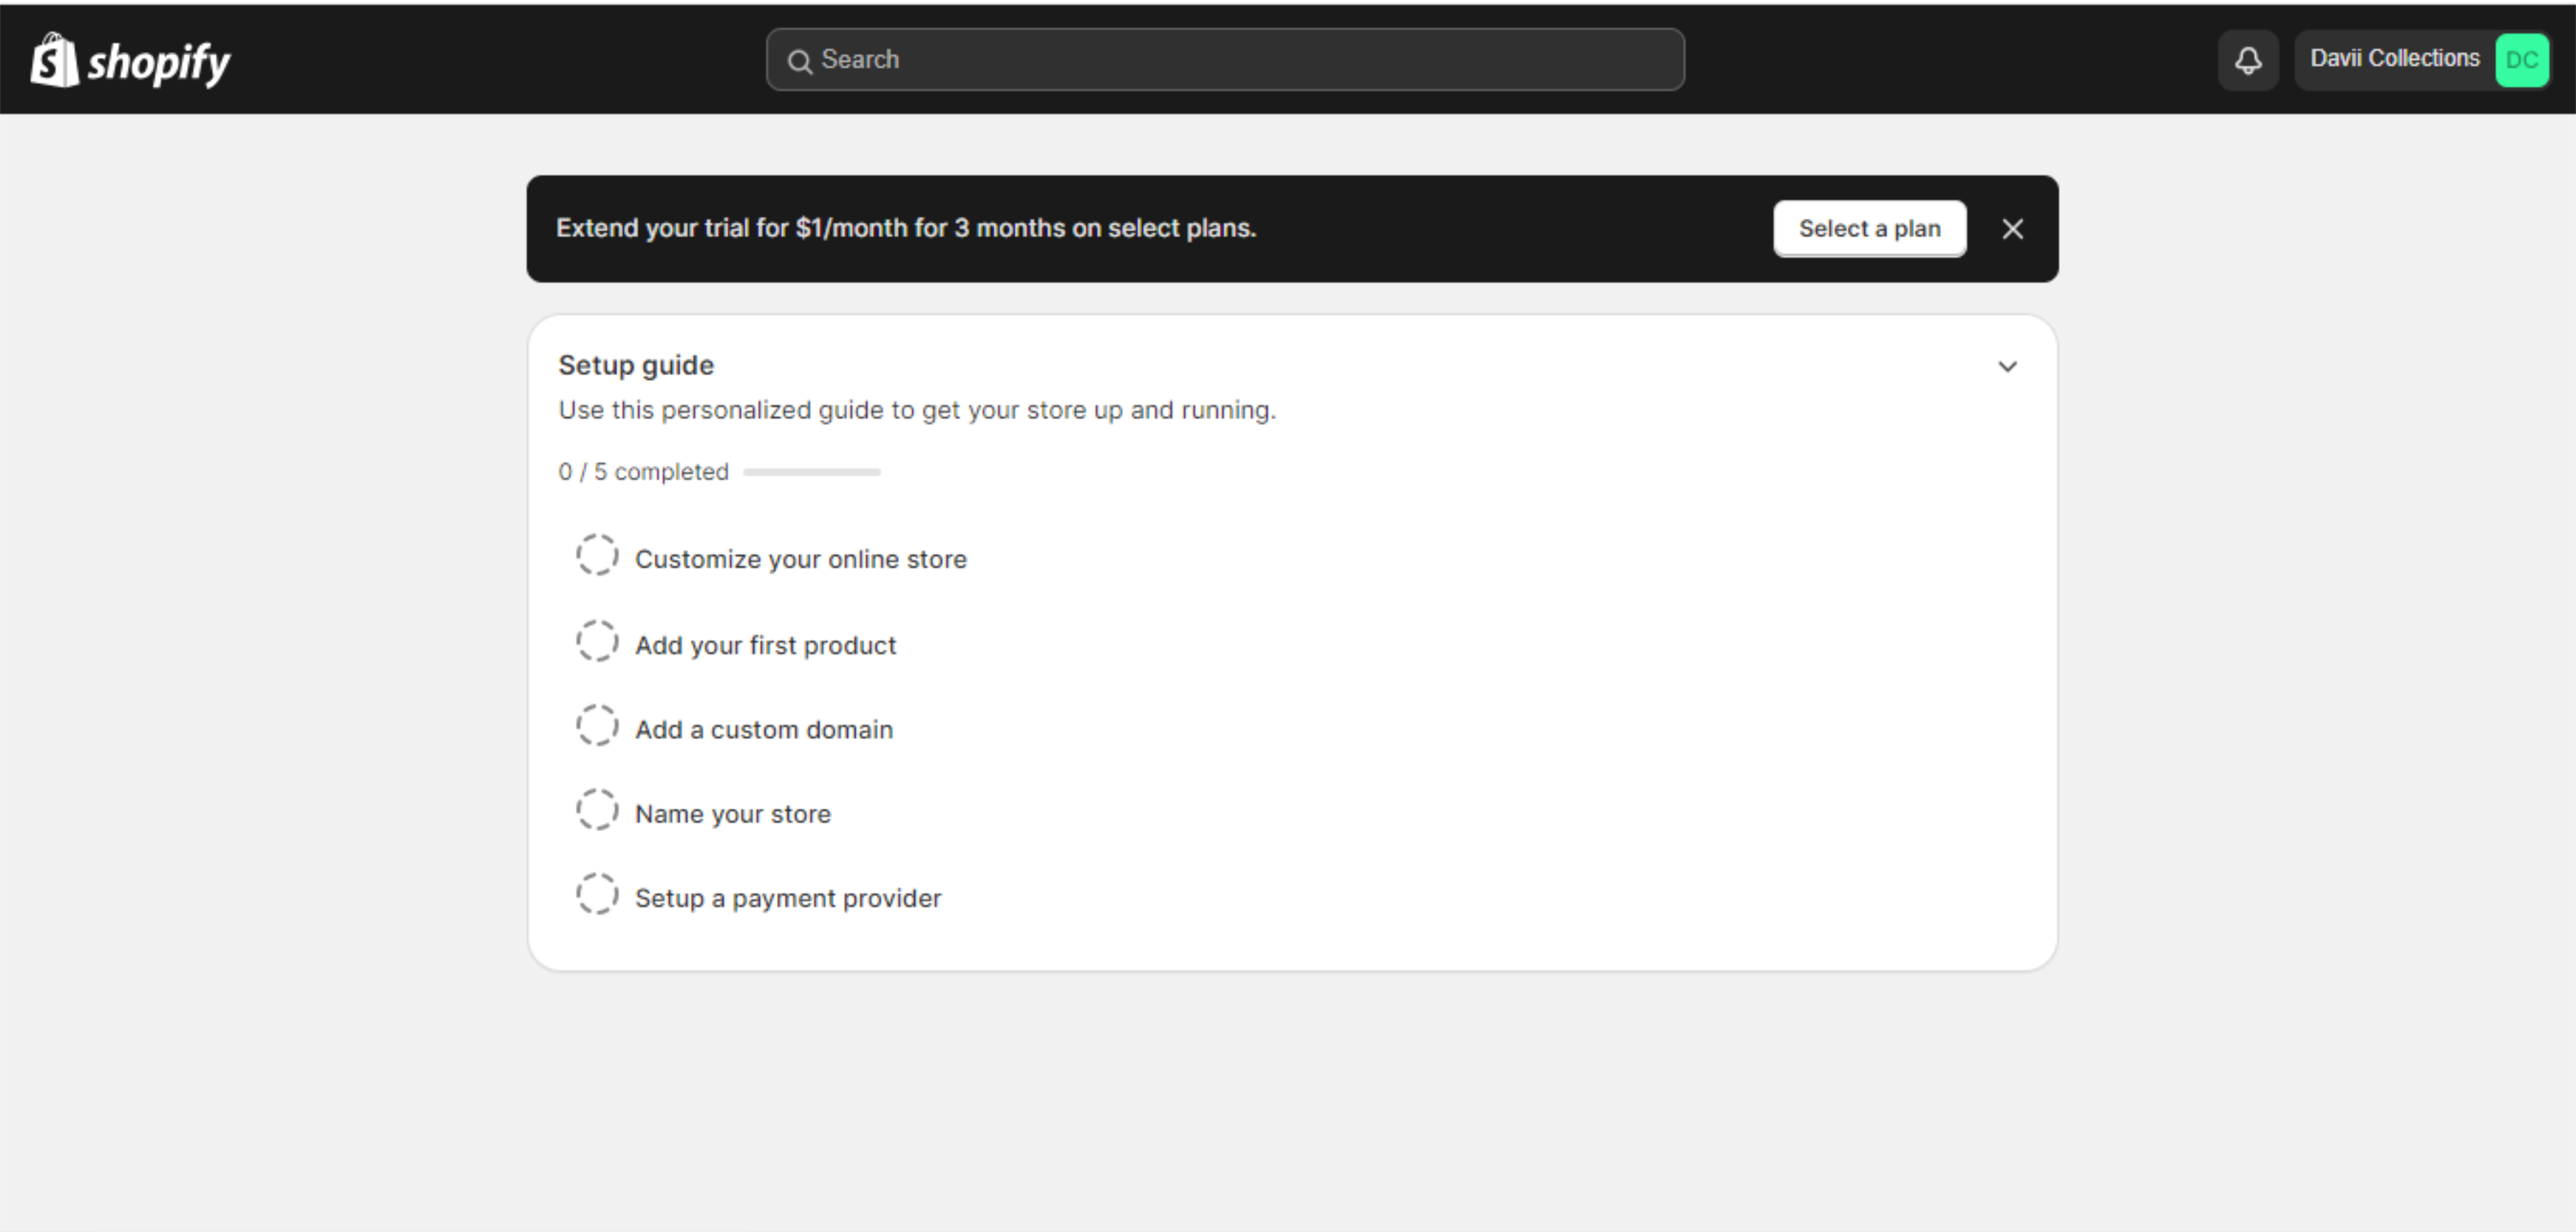 shopify
Search
Davii Collections DC
Extend your trial for $1/month for 3 months on select plans.
Select a plan
Setup guide
Use this personalized guide to get your store up and running.
0 / 5 completed
Customize your online store
Add your first product
Add a custom domain
Name your store
Setup a payment provider